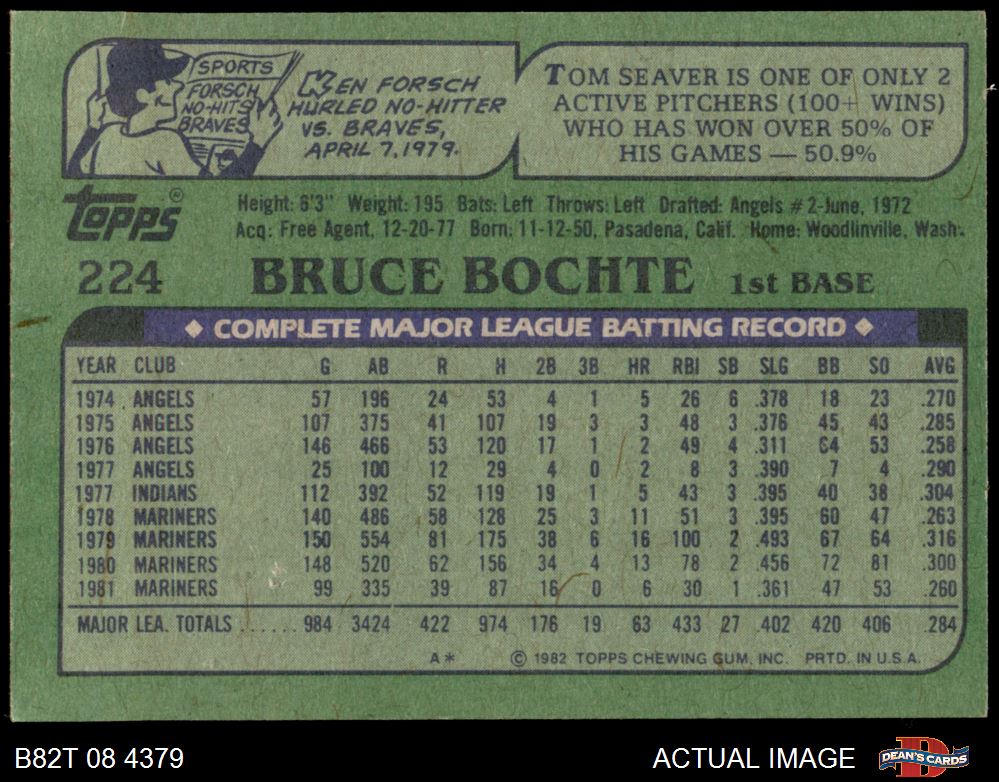 SPORTS
FORSCH
NO-HITS
BRAVES
KEN FORSCH
HURLED NO-HITTER
VS. BRAVES,
APRIL 7, 1979.
TOM SEAVER IS ONE OF ONLY 2
ACTIVE PITCHERS (100+ WINS)
WHO HAS WON OVER 50% OF
HIS GAMES — 50.9%
topps®
Height: 6'3" Weight: 195 Bats: Left Throws: Left Drafted: Angels #2-June, 1972
Acq: Free Agent, 12-20-77 Born: 11-12-50, Pasadena, Calif. Home: Woodlinville, Wash.
224 BRUCE BOCHTE 1st BASE
◆ COMPLETE MAJOR LEAGUE BATTING RECORD ◆
YEAR CLUB G AB R H 2B 3B HR RBI SB SLG BB SO AVG
1974 ANGELS 57 196 24 53 4 1 5 26 6 .378 18 23 .270
1975 ANGELS 107 375 41 107 19 3 3 48 3 .376 45 43 .285
1976 ANGELS 146 466 53 120 17 1 2 49 4 .311 64 53 .258
1977 ANGELS 25 100 12 29 4 0 2 8 3 .390 7 4 .290
1977 INDIANS 112 392 52 119 19 1 5 43 3 .395 40 38 .304
1978 MARINERS 140 486 58 128 25 3 11 51 3 .395 60 47 .263
1979 MARINERS 150 554 81 175 38 6 16 100 2 .493 67 64 .316
1980 MARINERS 148 520 62 156 34 4 13 78 2 .456 72 81 .300
1981 MARINERS 99 335 39 87 16 0 6 30 1 .361 47 53 .260
MAJOR LEA. TOTALS ...... 984 3424 422 974 176 19 63 433 27 .402 420 406 .284
A* © 1982 TOPPS CHEWING GUM, INC. PRTD. IN U.S.A.
B82T 08 4379 ACTUAL IMAGE DEAN'S CARDS